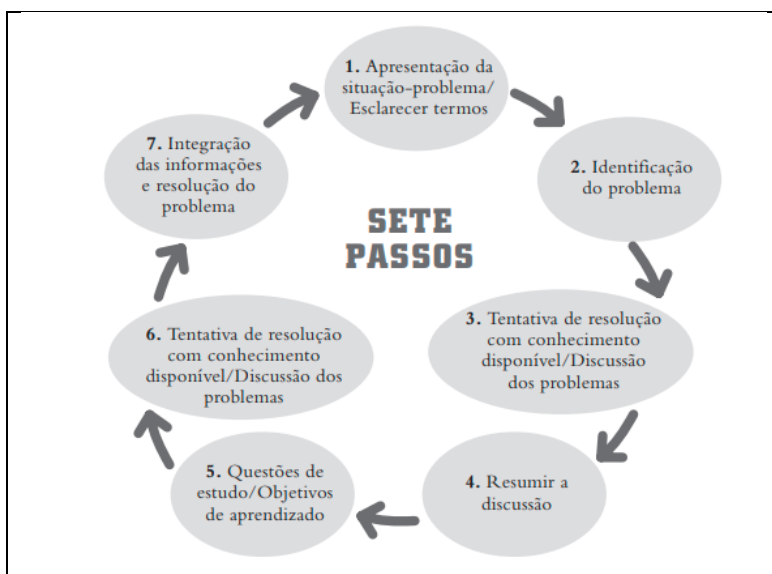 1. Apresentação da
situação-problema/
Esclarecer termos
2. Identificação
do problema
3. Tentativa de resolução
com conhecimento
disponível/Discussão
dos problemas
4. Resumir a
discussão
5. Questões de
estudo/Objetivos
de aprendizado
6. Tentativa de resolução
com conhecimento
disponível/Discussão dos
problemas
7. Integração
das informações
e resolução do
problema
SETE
PASSOS